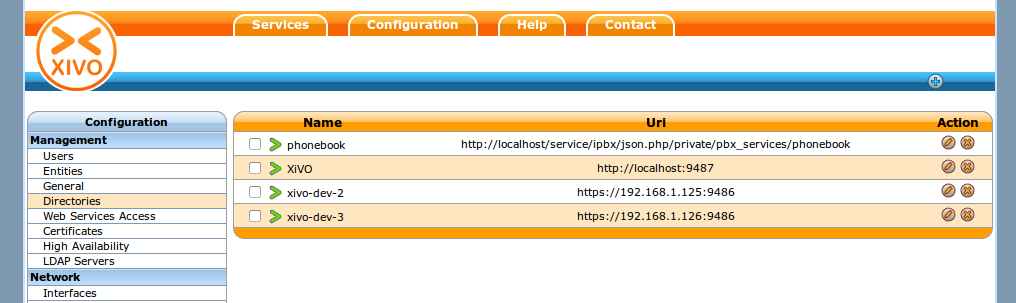 Services Configuration Help Contact
XIVO
Configuration
Management
Users
Entities
General
Directories
Web Services Access
Certificates
High Availability
LDAP Servers
Network
Interfaces
Name Uri Action
phonebook http://localhost/service/ipbx/json.php/private/pbx_services/phonebook
XiVO http://localhost:9487
xivo-dev-2 https://192.168.1.125:9486
xivo-dev-3 https://192.168.1.126:9486